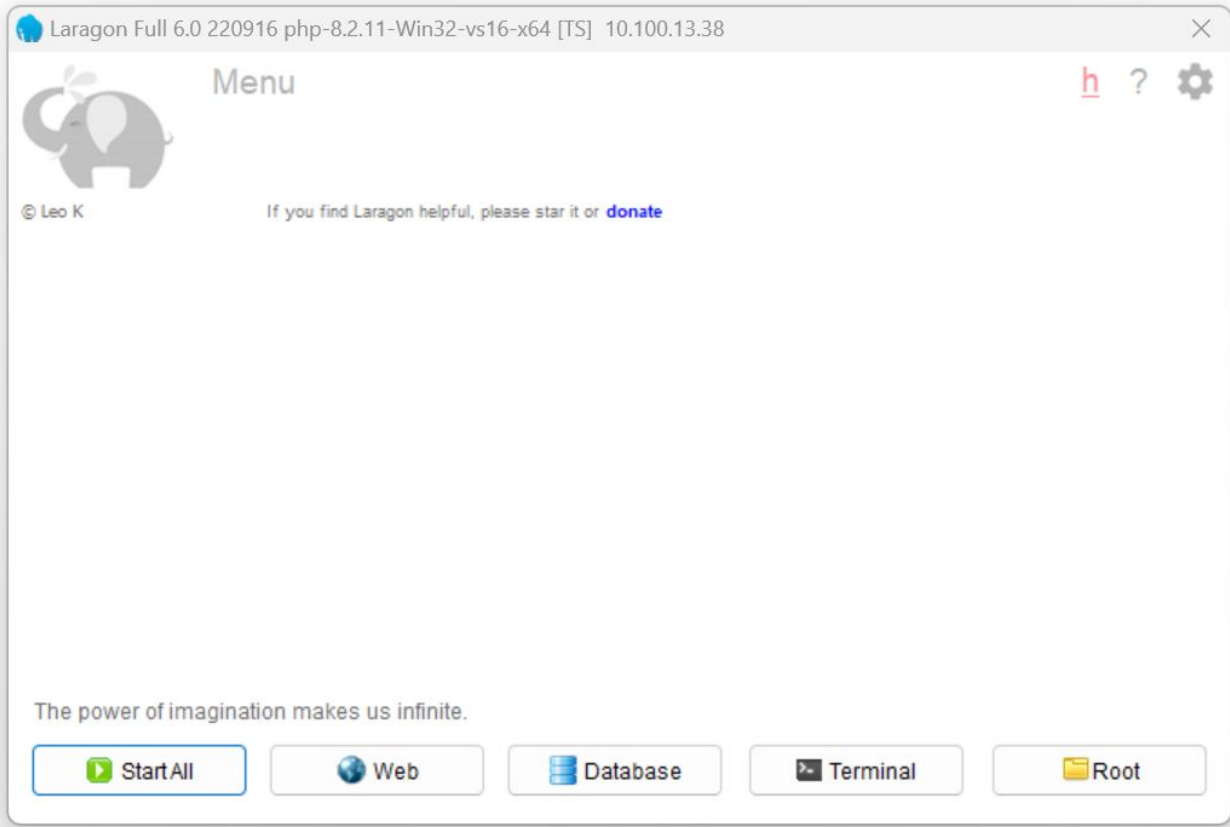 Laragon Full 6.0 220916 php-8.2.11-Win32-vs16-x64 [TS] 10.100.13.38
Menu
h ?
© Leo K
If you find Laragon helpful, please star it or donate
The power of imagination makes us infinite.
Start All
Web
Database
Terminal
Root